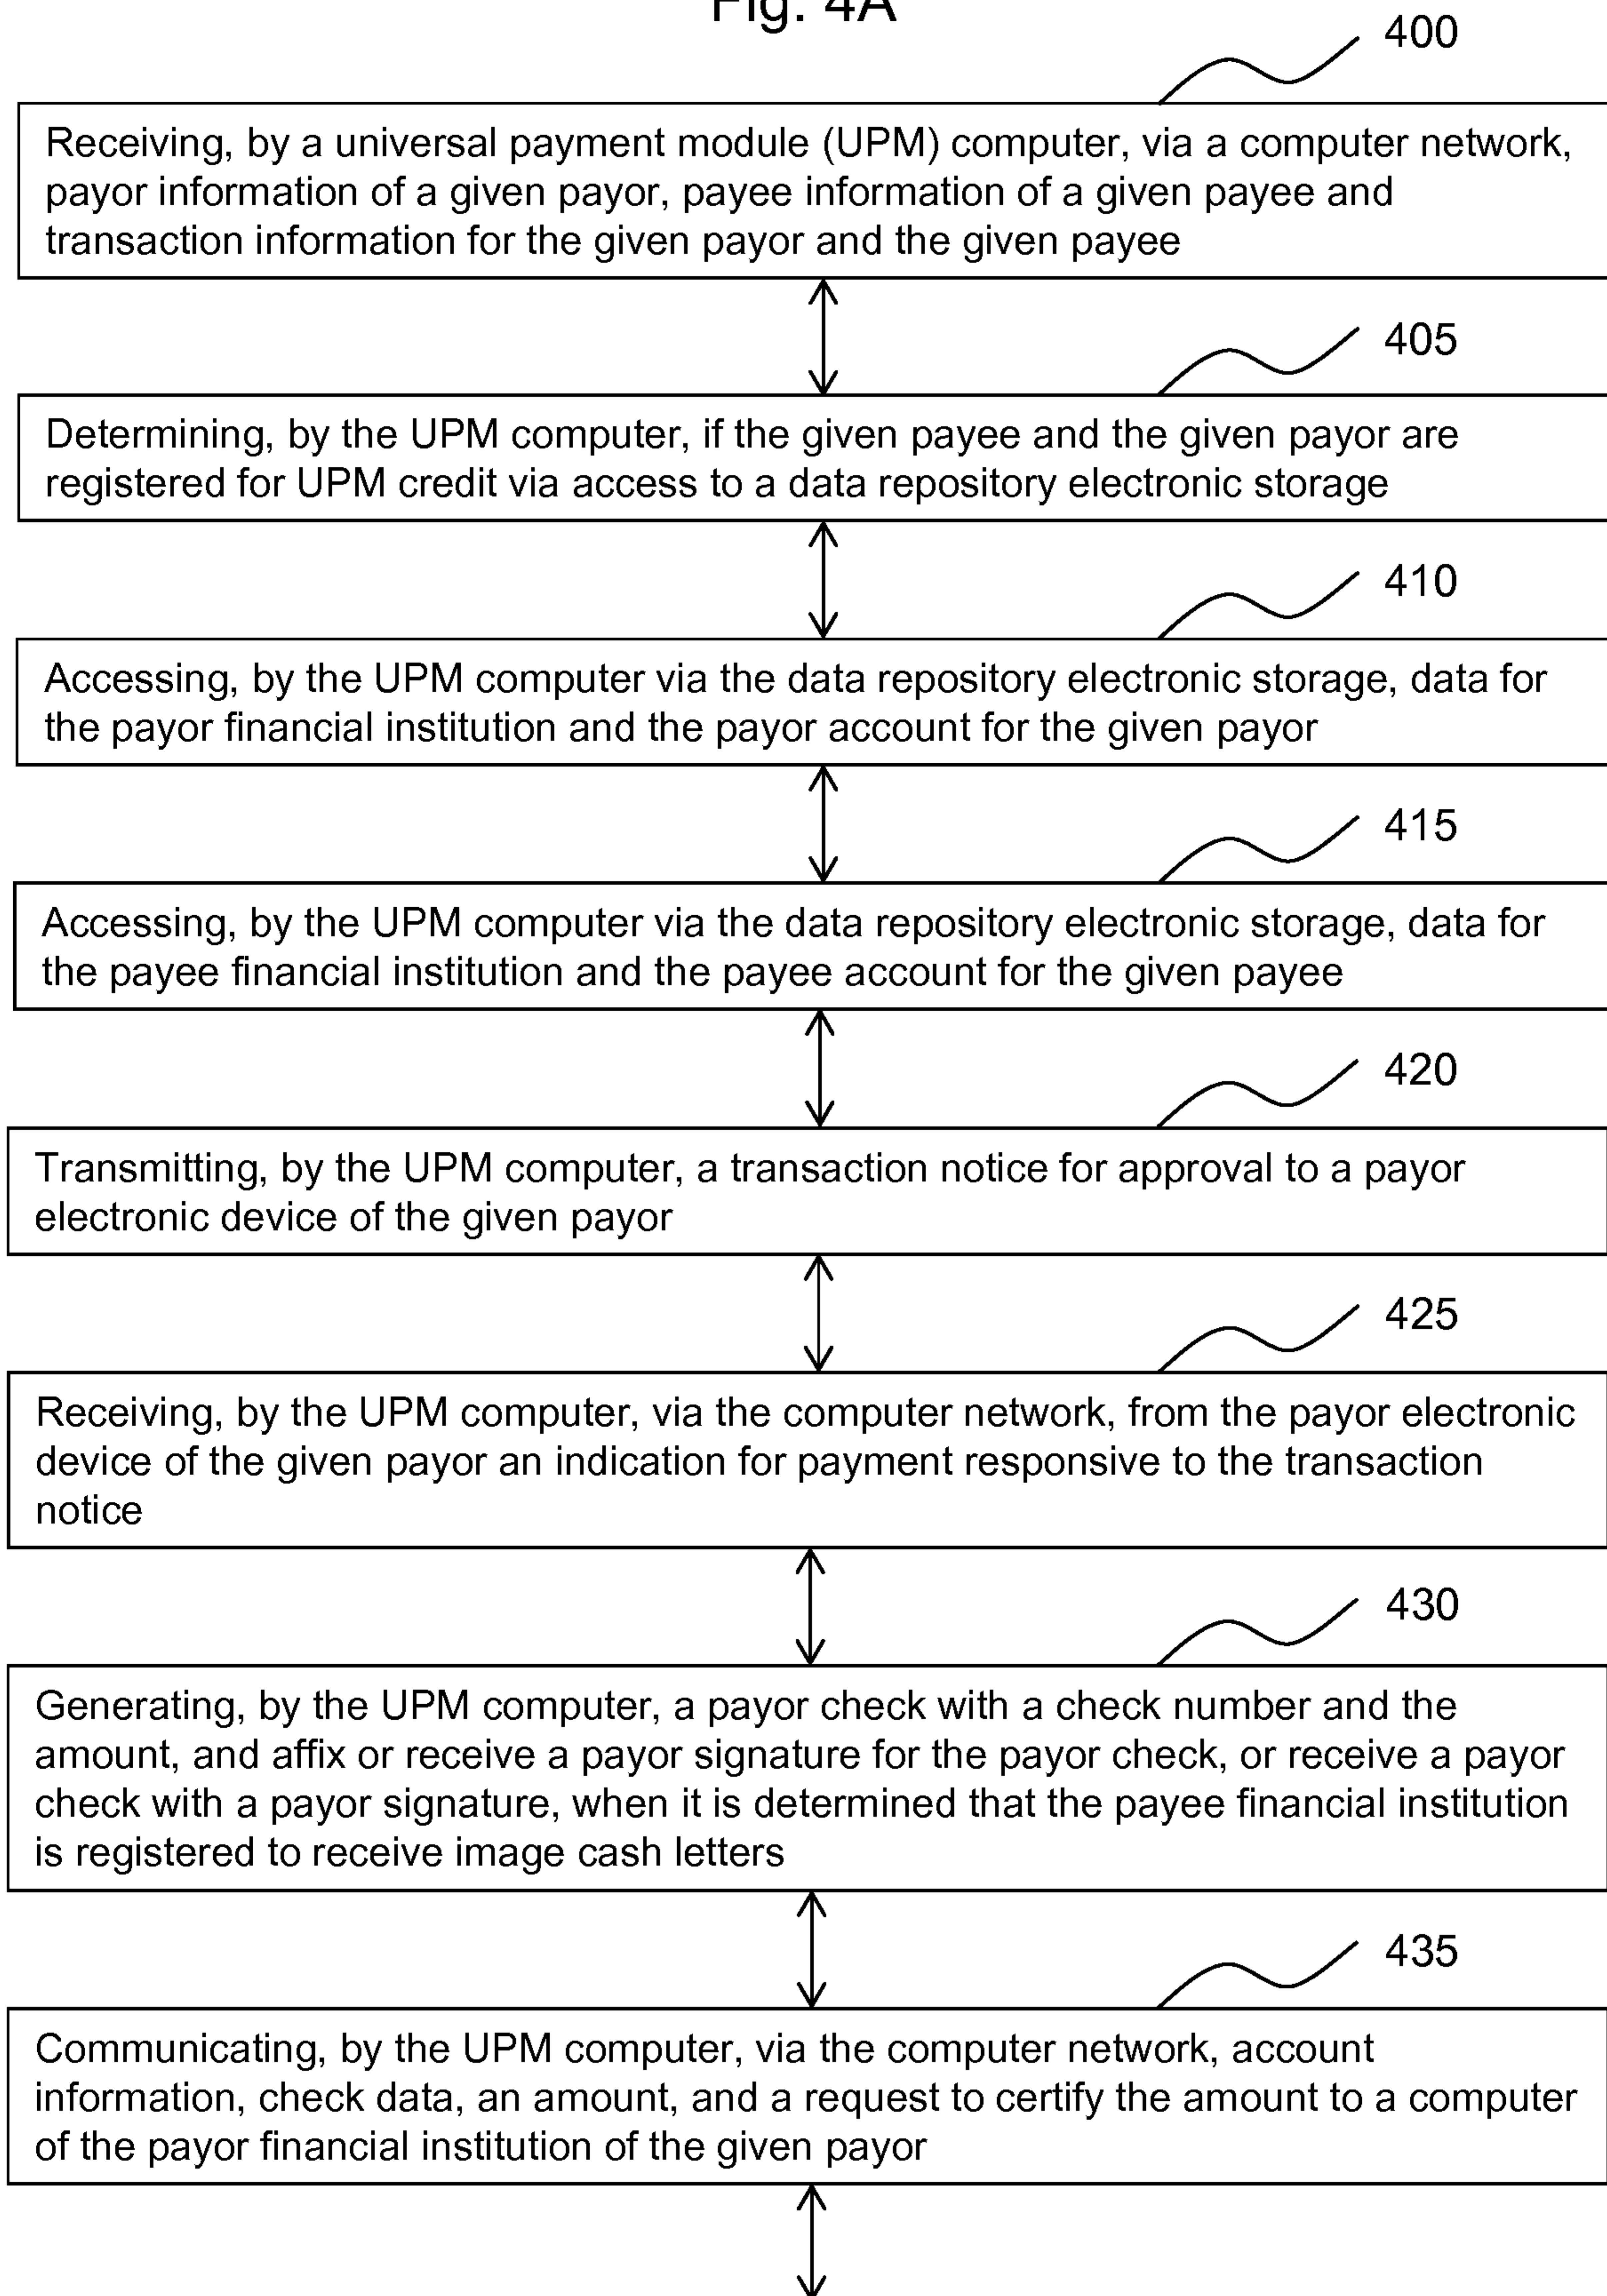 Fig. 4A
400
Receiving, by a universal payment module (UPM) computer, via a computer network,
payor information of a given payor, payee information of a given payee and
transaction information for the given payor and the given payee
405
Determining, by the UPM computer, if the given payee and the given payor are
registered for UPM credit via access to a data repository electronic storage
410
Accessing, by the UPM computer via the data repository electronic storage, data for
the payor financial institution and the payor account for the given payor
415
Accessing, by the UPM computer via the data repository electronic storage, data for
the payee financial institution and the payee account for the given payee
420
Transmitting, by the UPM computer, a transaction notice for approval to a payor
electronic device of the given payor
425
Receiving, by the UPM computer, via the computer network, from the payor electronic
device of the given payor an indication for payment responsive to the transaction
notice
430
Generating, by the UPM computer, a payor check with a check number and the
amount, and affix or receive a payor signature for the payor check, or receive a payor
check with a payor signature, when it is determined that the payee financial institution
is registered to receive image cash letters
435
Communicating, by the UPM computer, via the computer network, account
information, check data, an amount, and a request to certify the amount to a computer
of the payor financial institution of the given payor